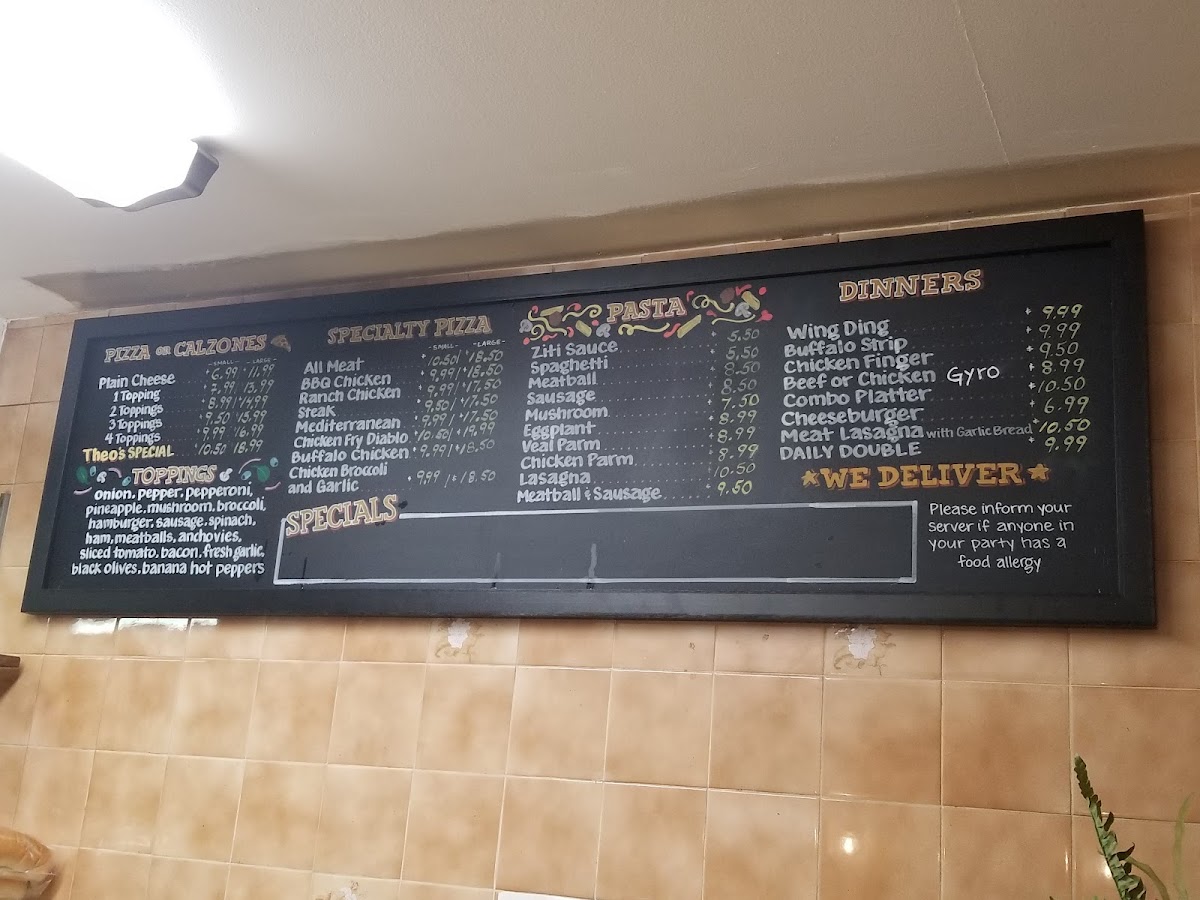 PIZZA OR CALZONES
-SMALL- -LARGE-
Plain Cheese 6.99 11.99
1 Topping 7.99 13.99
2 Toppings 8.99 14.99
3 Toppings 9.50 15.99
4 Toppings 9.99 16.99
Theo's SPECIAL 10.50 18.99
TOPPINGS
onion, pepper, pepperoni,
pineapple, mushroom, broccoli,
hamburger, sausage, spinach,
ham, meatballs, anchovies,
sliced tomato, bacon, fresh garlic,
black olives, banana hot peppers
SPECIALTY PIZZA
-SMALL- -LARGE-
All Meat 10.50 18.50
BBQ Chicken 9.99 18.50
Ranch Chicken 9.99 17.50
Steak 9.50 17.50
Mediterranean 9.99 17.50
Chicken Fry Diablo 10.50 19.99
Buffalo Chicken 9.99 18.50
Chicken Broccoli
and Garlic 9.99 18.50
SPECIALS
PASTA
Ziti Sauce 5.50
Spaghetti 5.50
Meatball 8.50
Sausage 8.50
Mushroom 7.50
Eggplant 8.99
Veal Parm 8.99
Chicken Parm 8.99
Lasagna 10.50
Meatball & Sausage 9.50
DINNERS
Wing Ding 9.99
Buffalo Strip 9.99
Chicken Finger 9.50
Beef or Chicken Gyro 8.99
Combo Platter 10.50
Cheeseburger 6.99
Meat Lasagna with Garlic Bread 10.50
DAILY DOUBLE 9.99
WE DELIVER
Please inform your
server if anyone in
your party has a
food allergy